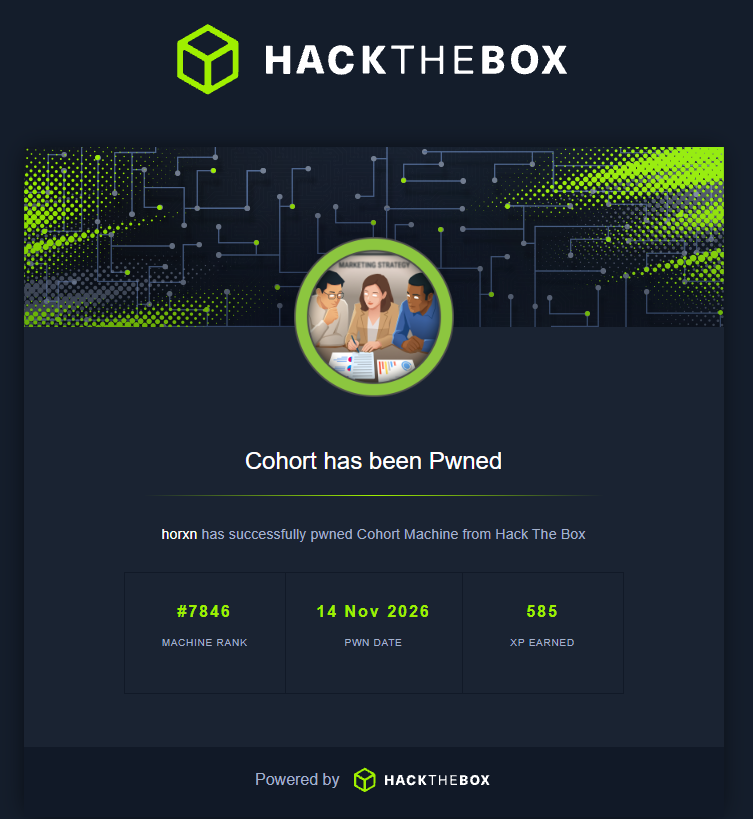 HACKTHEBOX
MARKETING STRATEGY
Cohort has been Pwned
horxn has successfully pwned Cohort Machine from Hack The Box
#7846 14 Nov 2026 585
MACHINE RANK PWN DATE XP EARNED
Powered by HACKTHEBOX